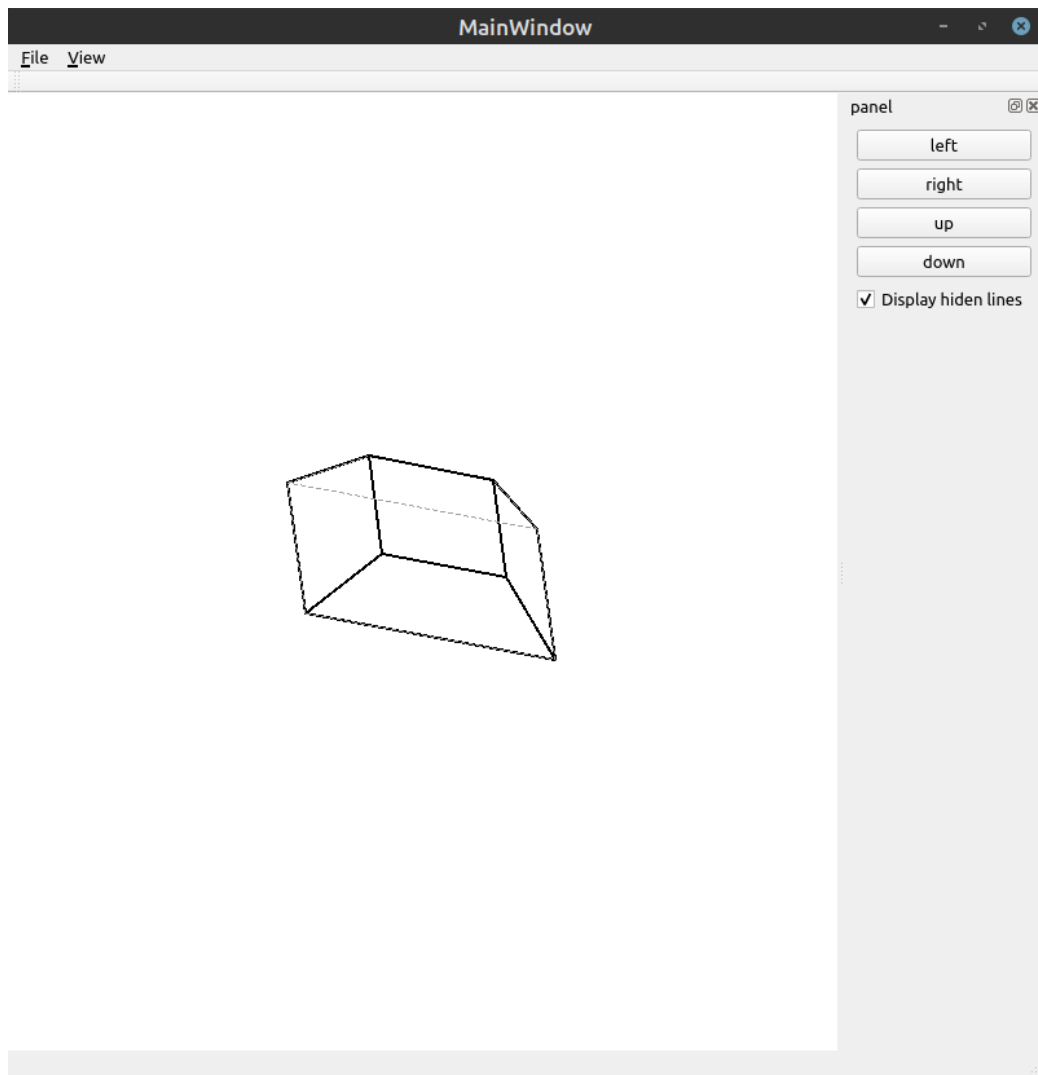 MainWindow
File View
panel
left
right
up
down
Display hiden lines